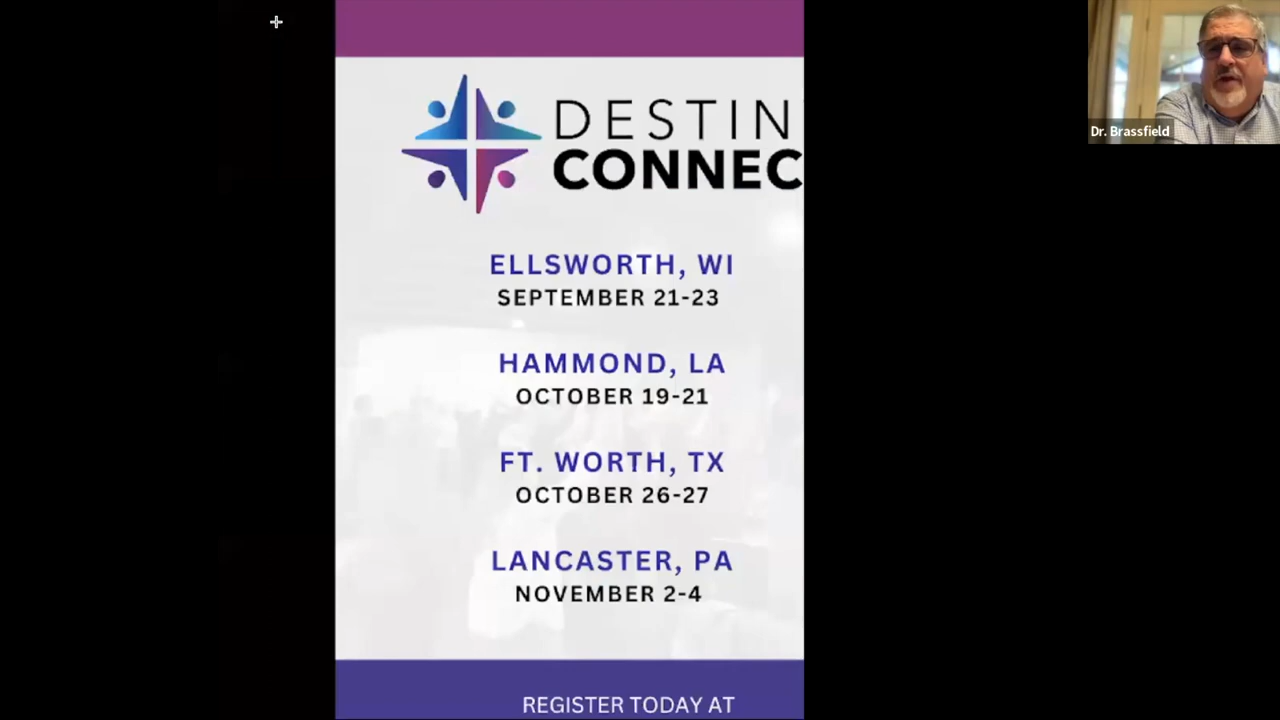 DESTIN
CONNEC
ELLSWORTH, WI
SEPTEMBER 21-23
HAMMOND, LA
OCTOBER 19-21
FT. WORTH, TX
OCTOBER 26-27
LANCASTER, PA
NOVEMBER 2-4
REGISTER TODAY AT
Dr. Brassfield